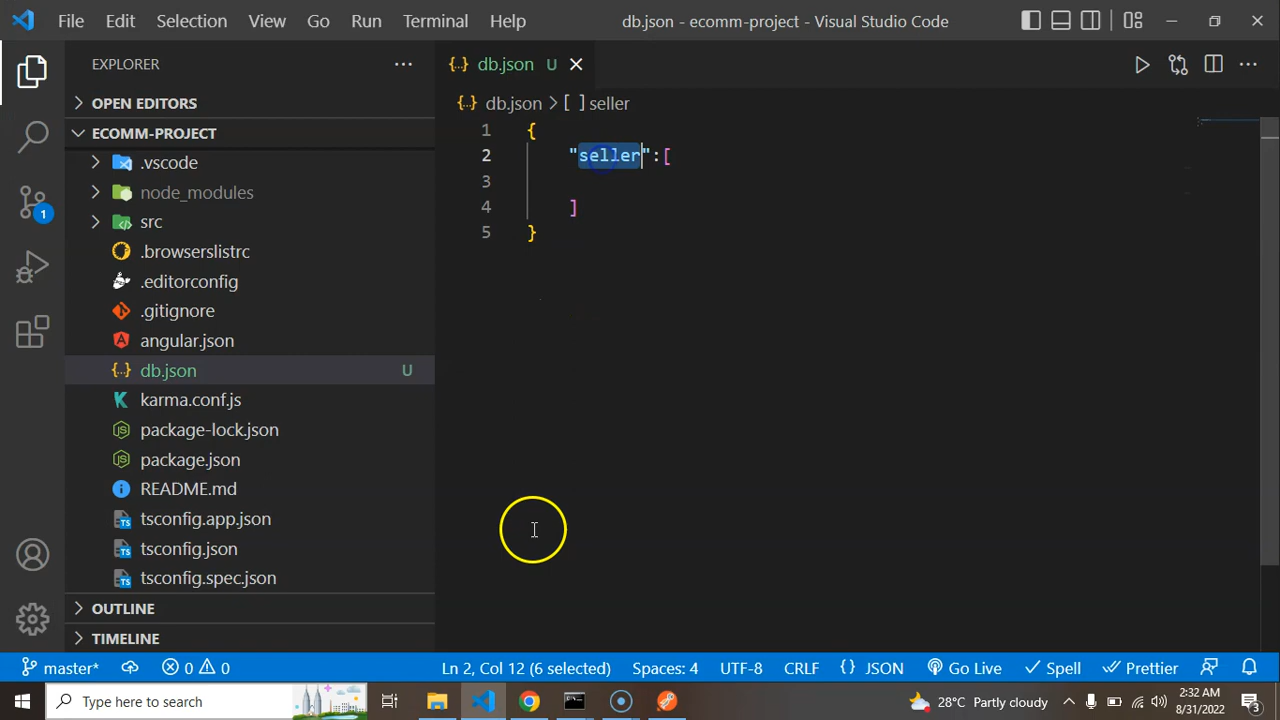 File Edit Selection View Go Run Terminal Help db.json - ecomm-project - Visual Studio Code
EXPLORER
db.json U
OPEN EDITORS
db.json > [ ] seller
ECOMM-PROJECT
1 {
2 "seller":[
3
4 ]
5 }
.vscode
node_modules
src
.browserslistrc
.editorconfig
.gitignore
angular.json
db.json U
karma.conf.js
package-lock.json
package.json
README.md
tsconfig.app.json
tsconfig.json
tsconfig.spec.json
OUTLINE
TIMELINE
1
master* 0 0 Ln 2, Col 12 (6 selected) Spaces: 4 UTF-8 CRLF {} JSON Go Live Spell Prettier
Type here to search 28°C Partly cloudy 2:32 AM
8/31/2022 3